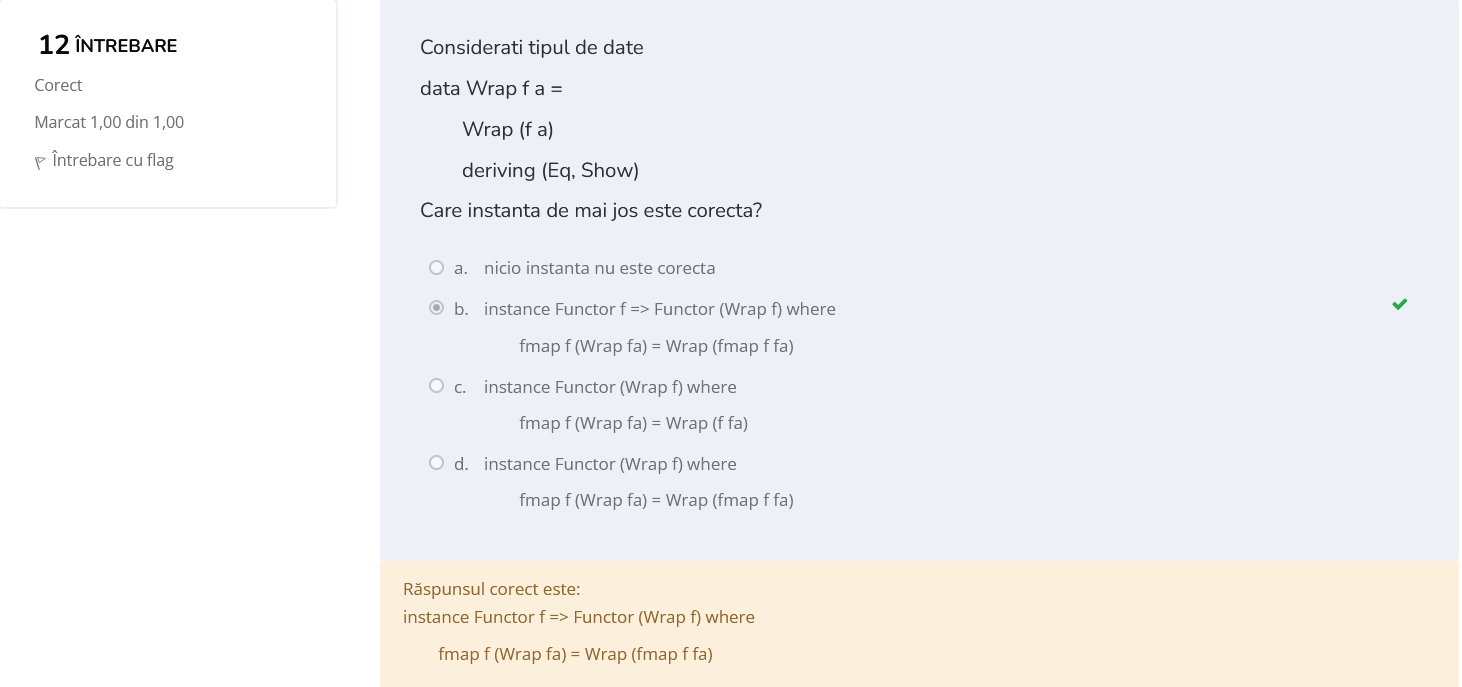 12 ÎNTREBARE
Corect
Marcat 1,00 din 1,00
Întrebare cu flag
Considerati tipul de date
data Wrap f a =
Wrap (f a)
deriving (Eq, Show)
Care instanta de mai jos este corecta?
a. nicio instanta nu este corecta
b. instance Functor f => Functor (Wrap f) where
fmap f (Wrap fa) = Wrap (fmap f fa)
c. instance Functor (Wrap f) where
fmap f (Wrap fa) = Wrap (f fa)
d. instance Functor (Wrap f) where
fmap f (Wrap fa) = Wrap (fmap f fa)
Răspunsul corect este:
instance Functor f => Functor (Wrap f) where
fmap f (Wrap fa) = Wrap (fmap f fa)